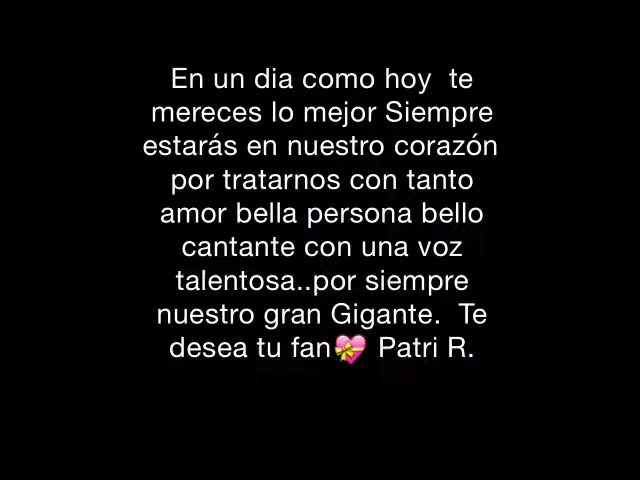 En un dia como hoy  te
mereces lo mejor Siempre
estarás en nuestro corazón
por tratarnos con tanto
amor bella persona bello
cantante con una voz
talentosa..por siempre
nuestro gran Gigante.  Te
desea tu fan💝 Patri R.